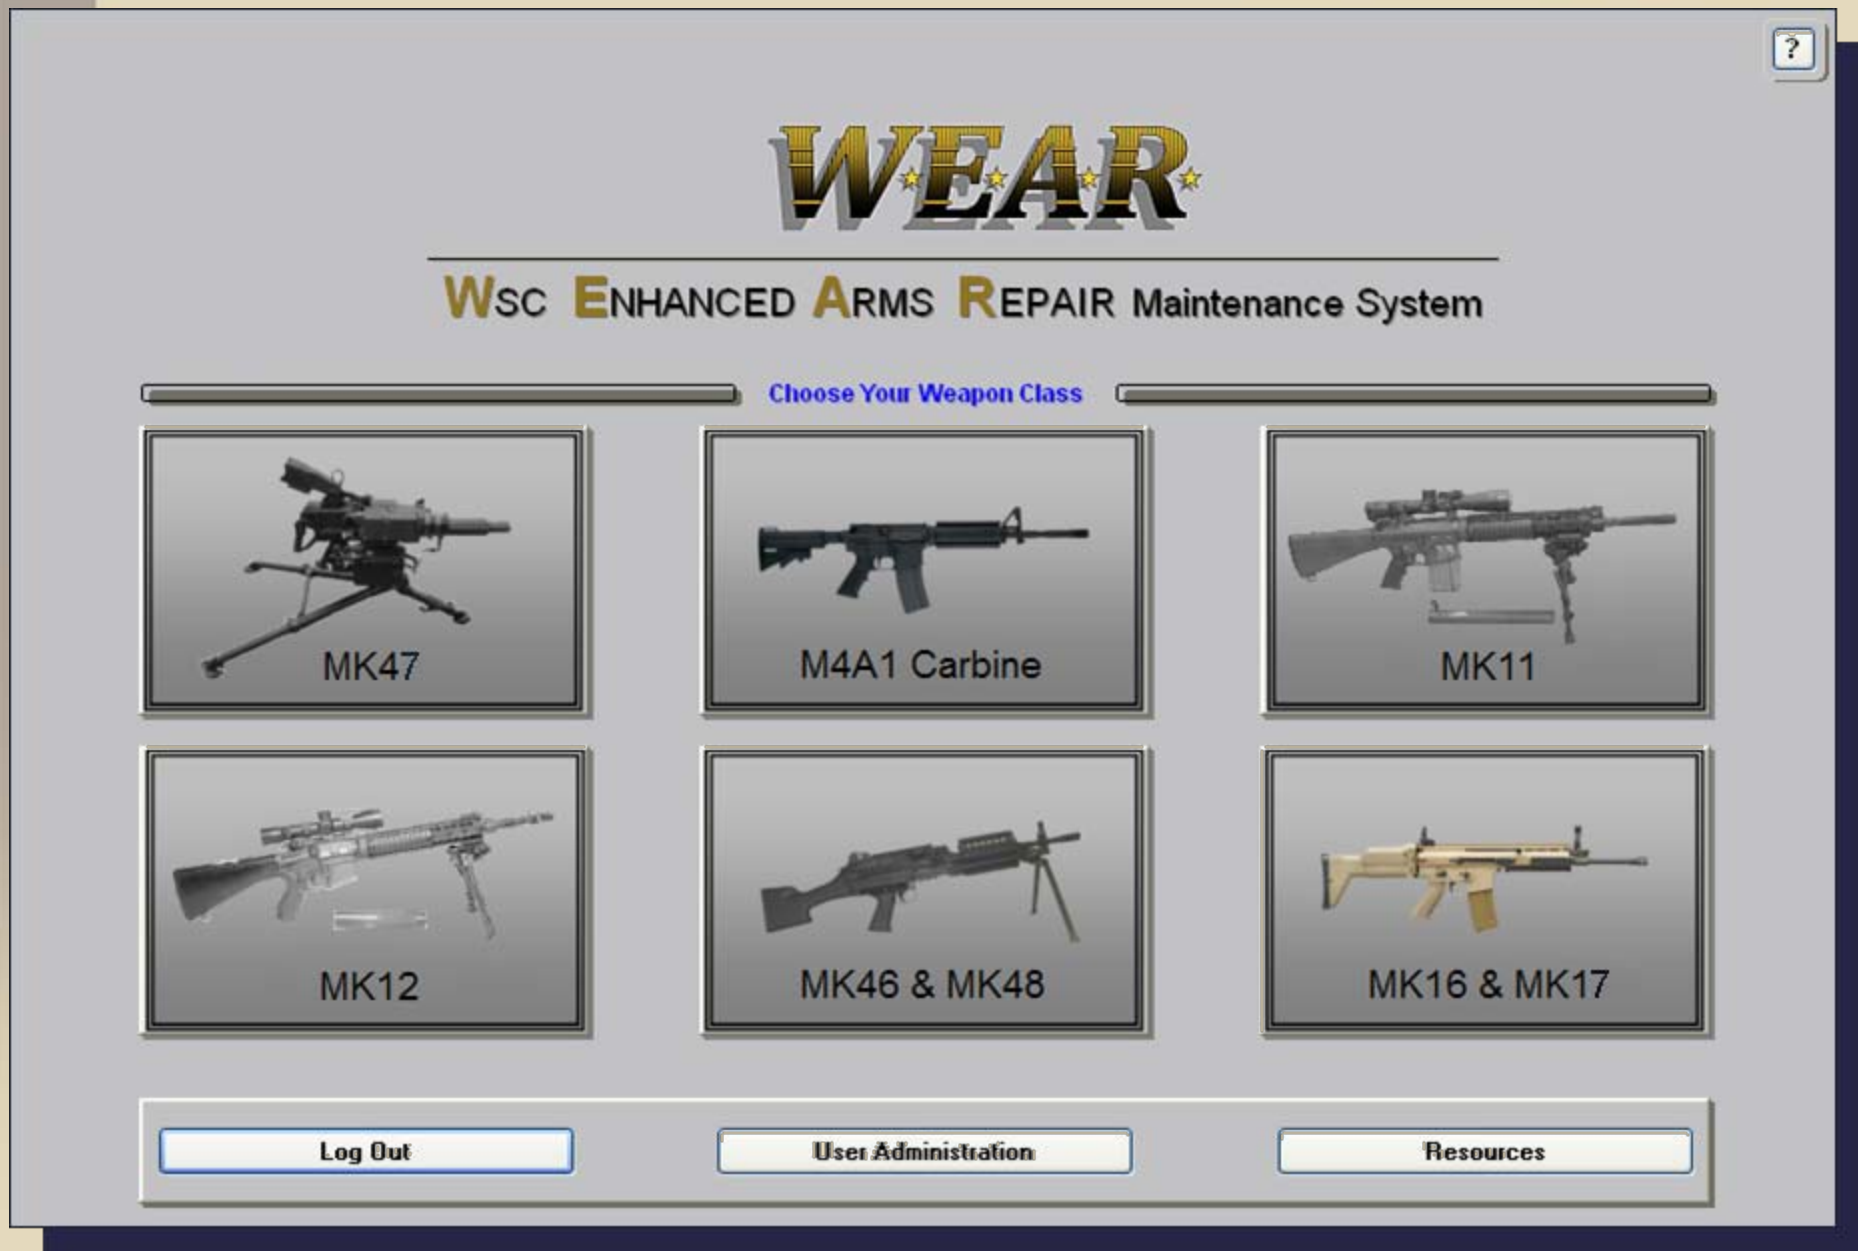 ?
W★E★A★R★
WSC ENHANCED ARMS REPAIR Maintenance System
Choose Your Weapon Class
MK47
M4A1 Carbine
MK11
MK12
MK46 & MK48
MK16 & MK17
Log Out
User Administration
Resources